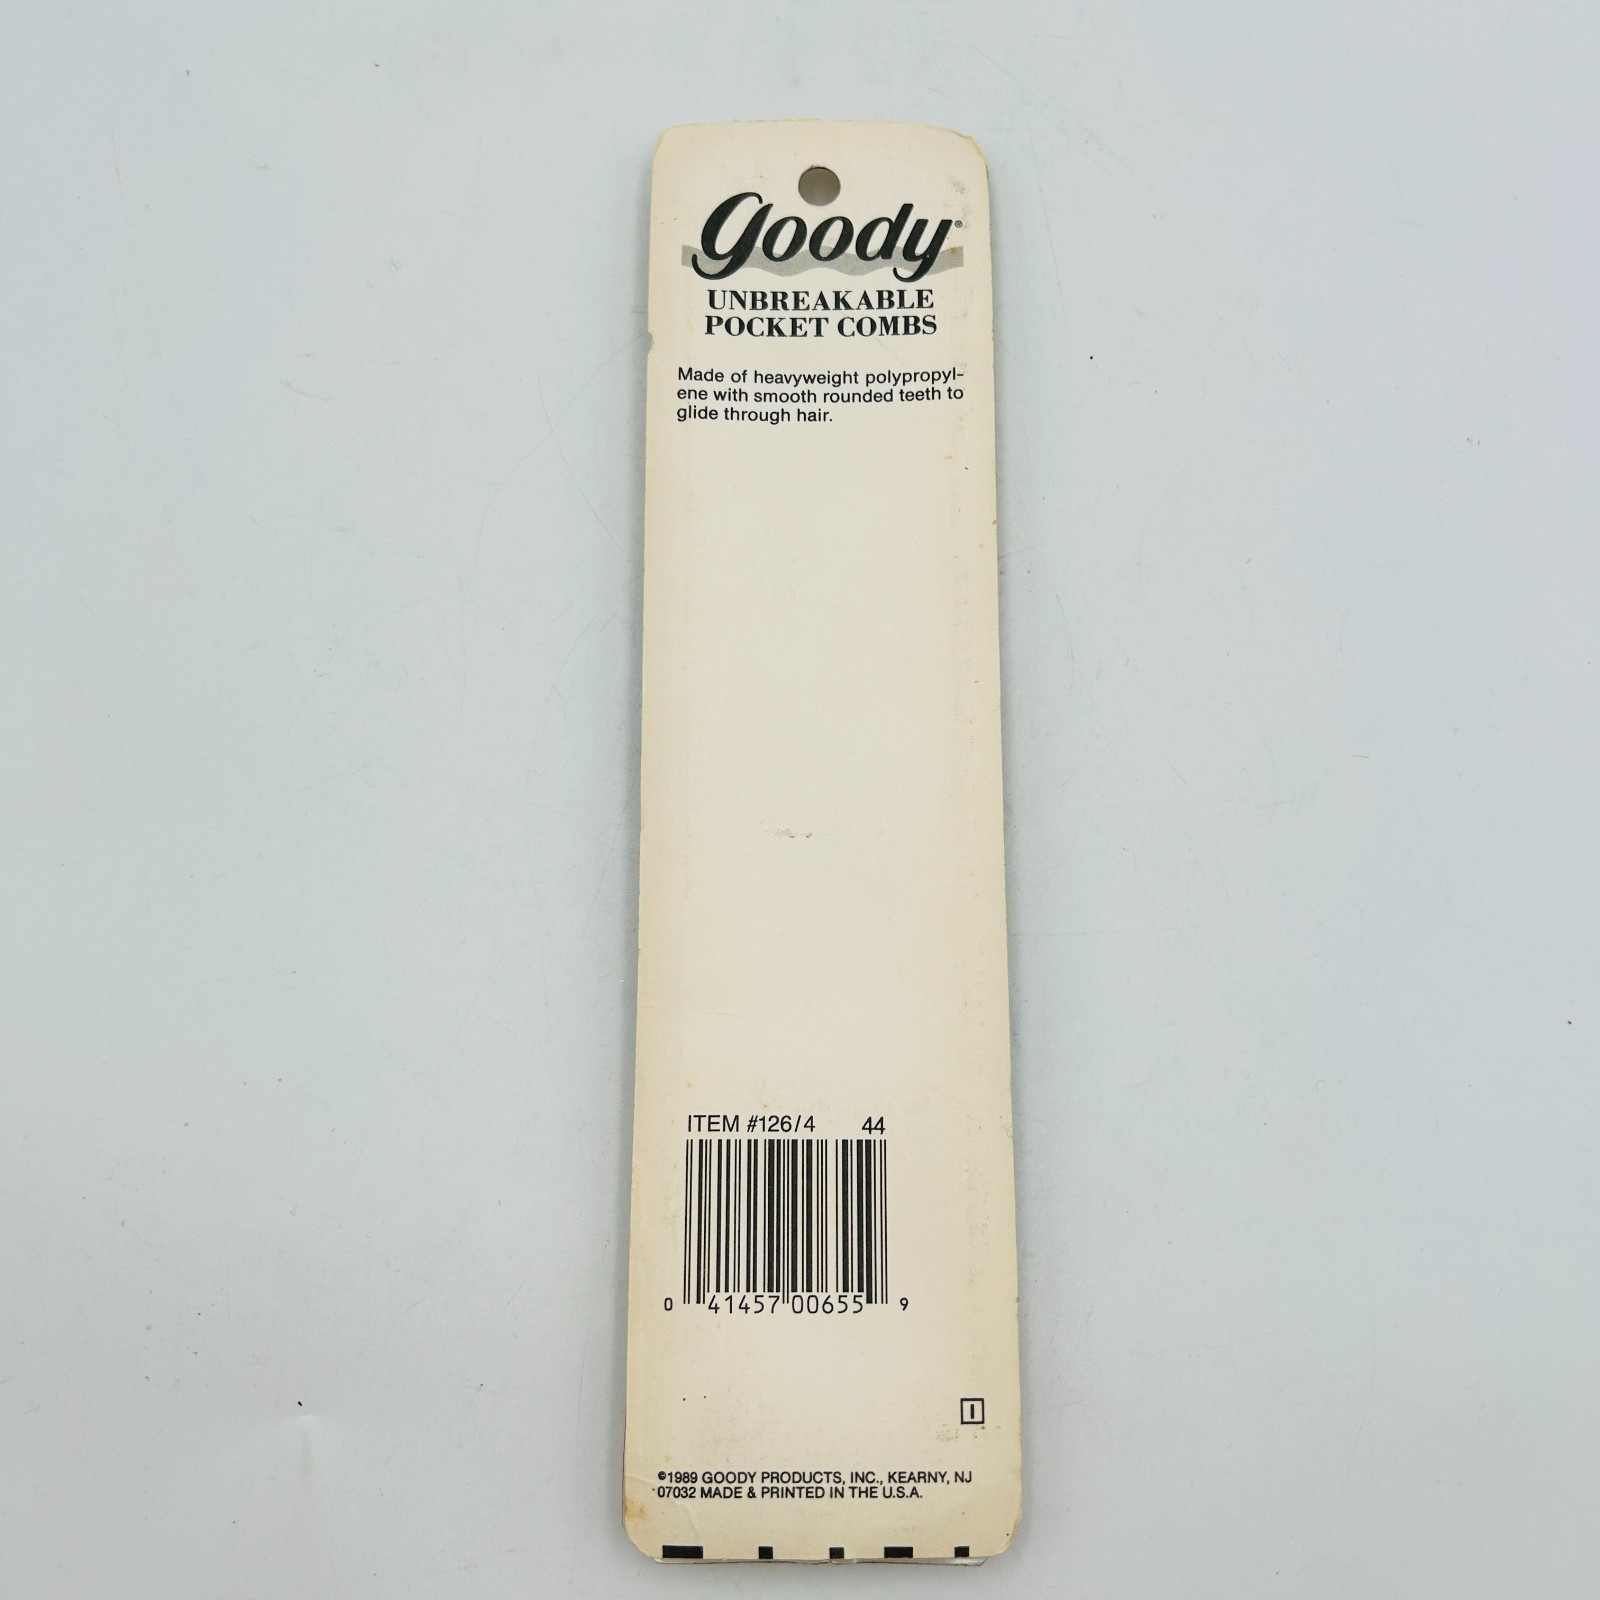 goody®
UNBREAKABLE
POCKET COMBS
Made of heavyweight polypropyl-
ene with smooth rounded teeth to
glide through hair.
ITEM #126/4 44
0 41457 00655 9
I
©1989 GOODY PRODUCTS, INC., KEARNY, NJ
07032 MADE & PRINTED IN THE U.S.A.